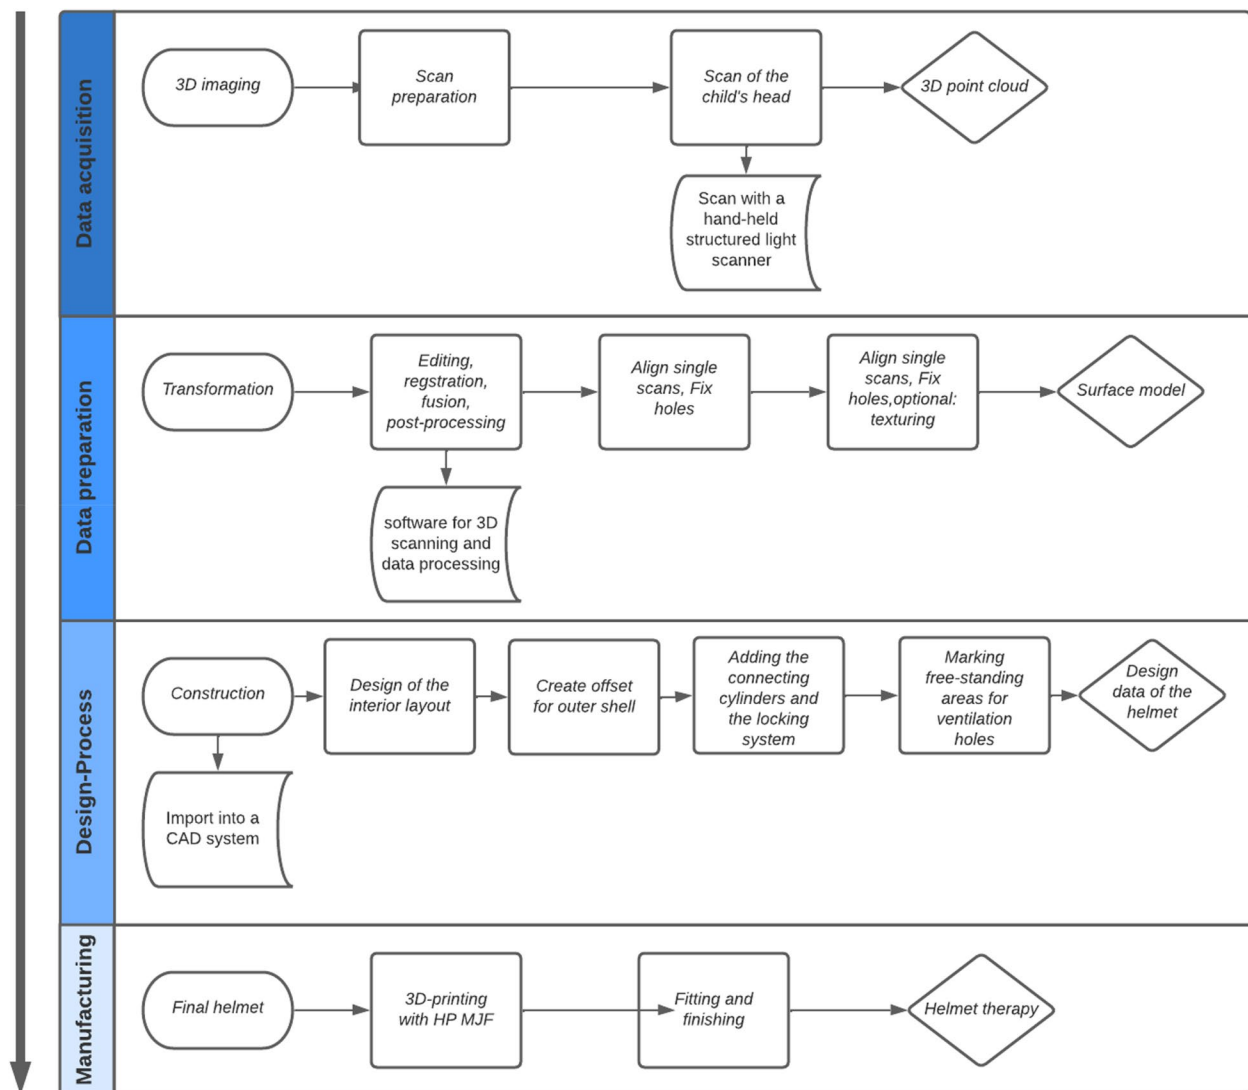 Data acquisition
3D imaging
Scan
preparation
Scan of the
child's head
3D point cloud
Scan with a
hand-held
structured light
scanner
Data preparation
Transformation
Editing,
regstration,
fusion,
post-processing
Align single
scans, Fix
holes
Align single
scans, Fix
holes,optional:
texturing
Surface model
software for 3D
scanning and
data processing
Design-Process
Construction
Design of the
interior layout
Create offset
for outer shell
Adding the
connecting
cylinders and
the locking
system
Marking
free-standing
areas for
ventilation
holes
Design
data of the
helmet
Import into a
CAD system
Manufacturing
Final helmet
3D-printing
with HP MJF
Fitting and
finishing
Helmet therapy